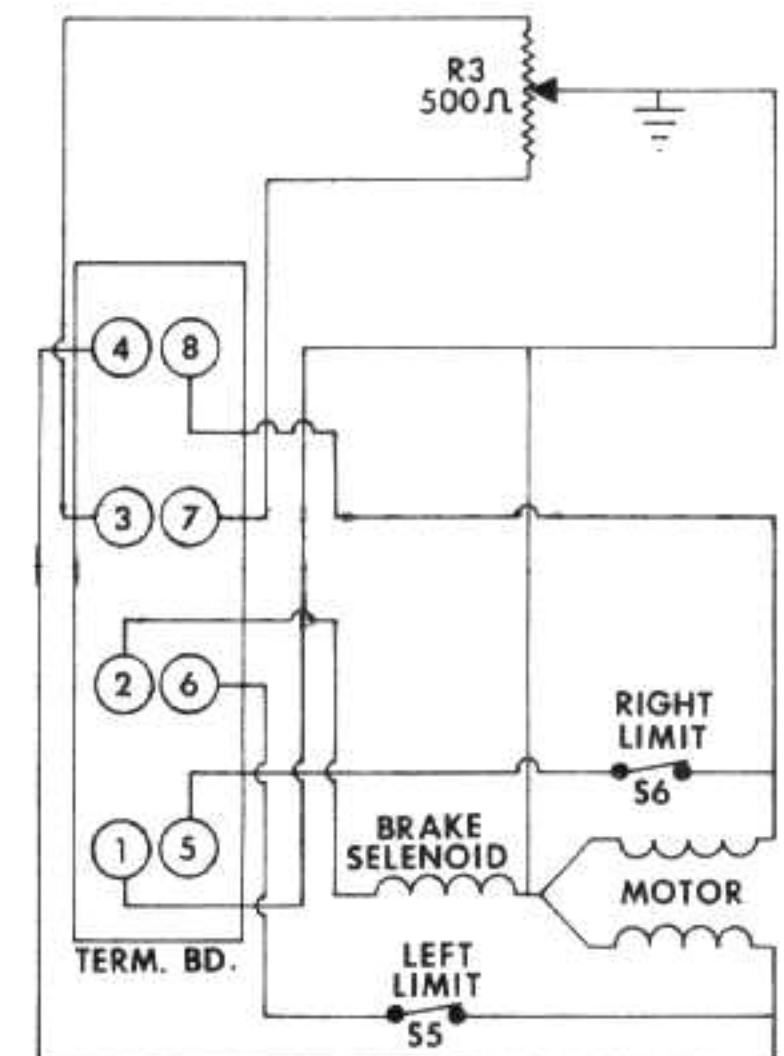 R3
500Ω
4 8
3 7
2 6
1 5
TERM. BD.
RIGHT
LIMIT
S6
BRAKE
SELENOID
MOTOR
LEFT
LIMIT
S5